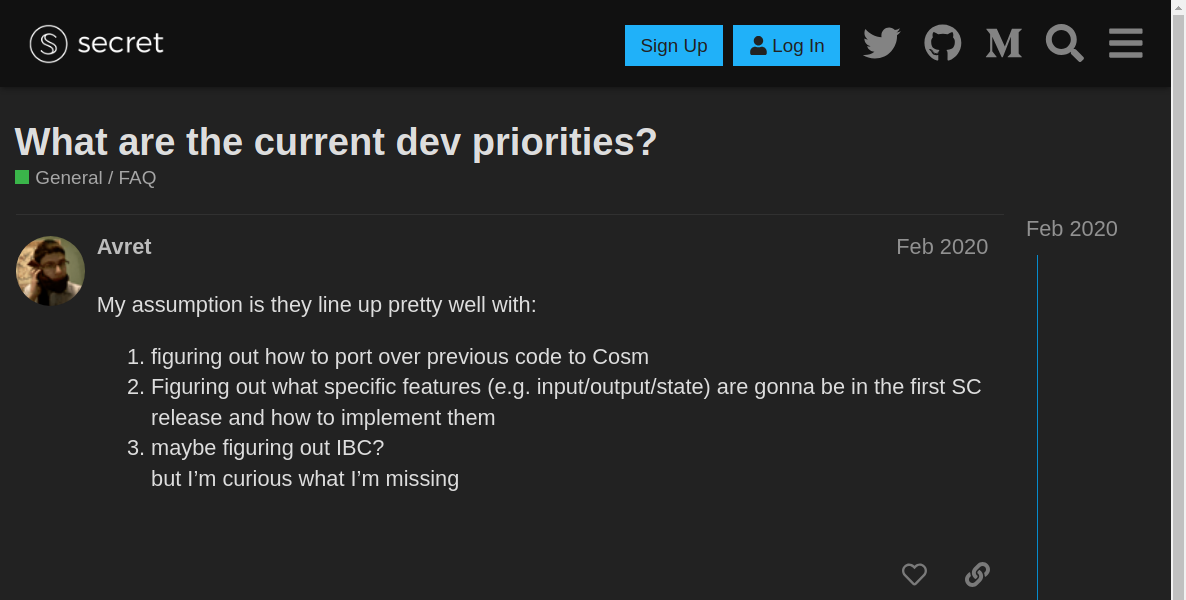 secret
Sign Up
Log In
What are the current dev priorities?
General / FAQ
Feb 2020
Avret
Feb 2020
My assumption is they line up pretty well with:
1. figuring out how to port over previous code to Cosm
2. Figuring out what specific features (e.g. input/output/state) are gonna be in the first SC
release and how to implement them
3. maybe figuring out IBC?
but I’m curious what I’m missing